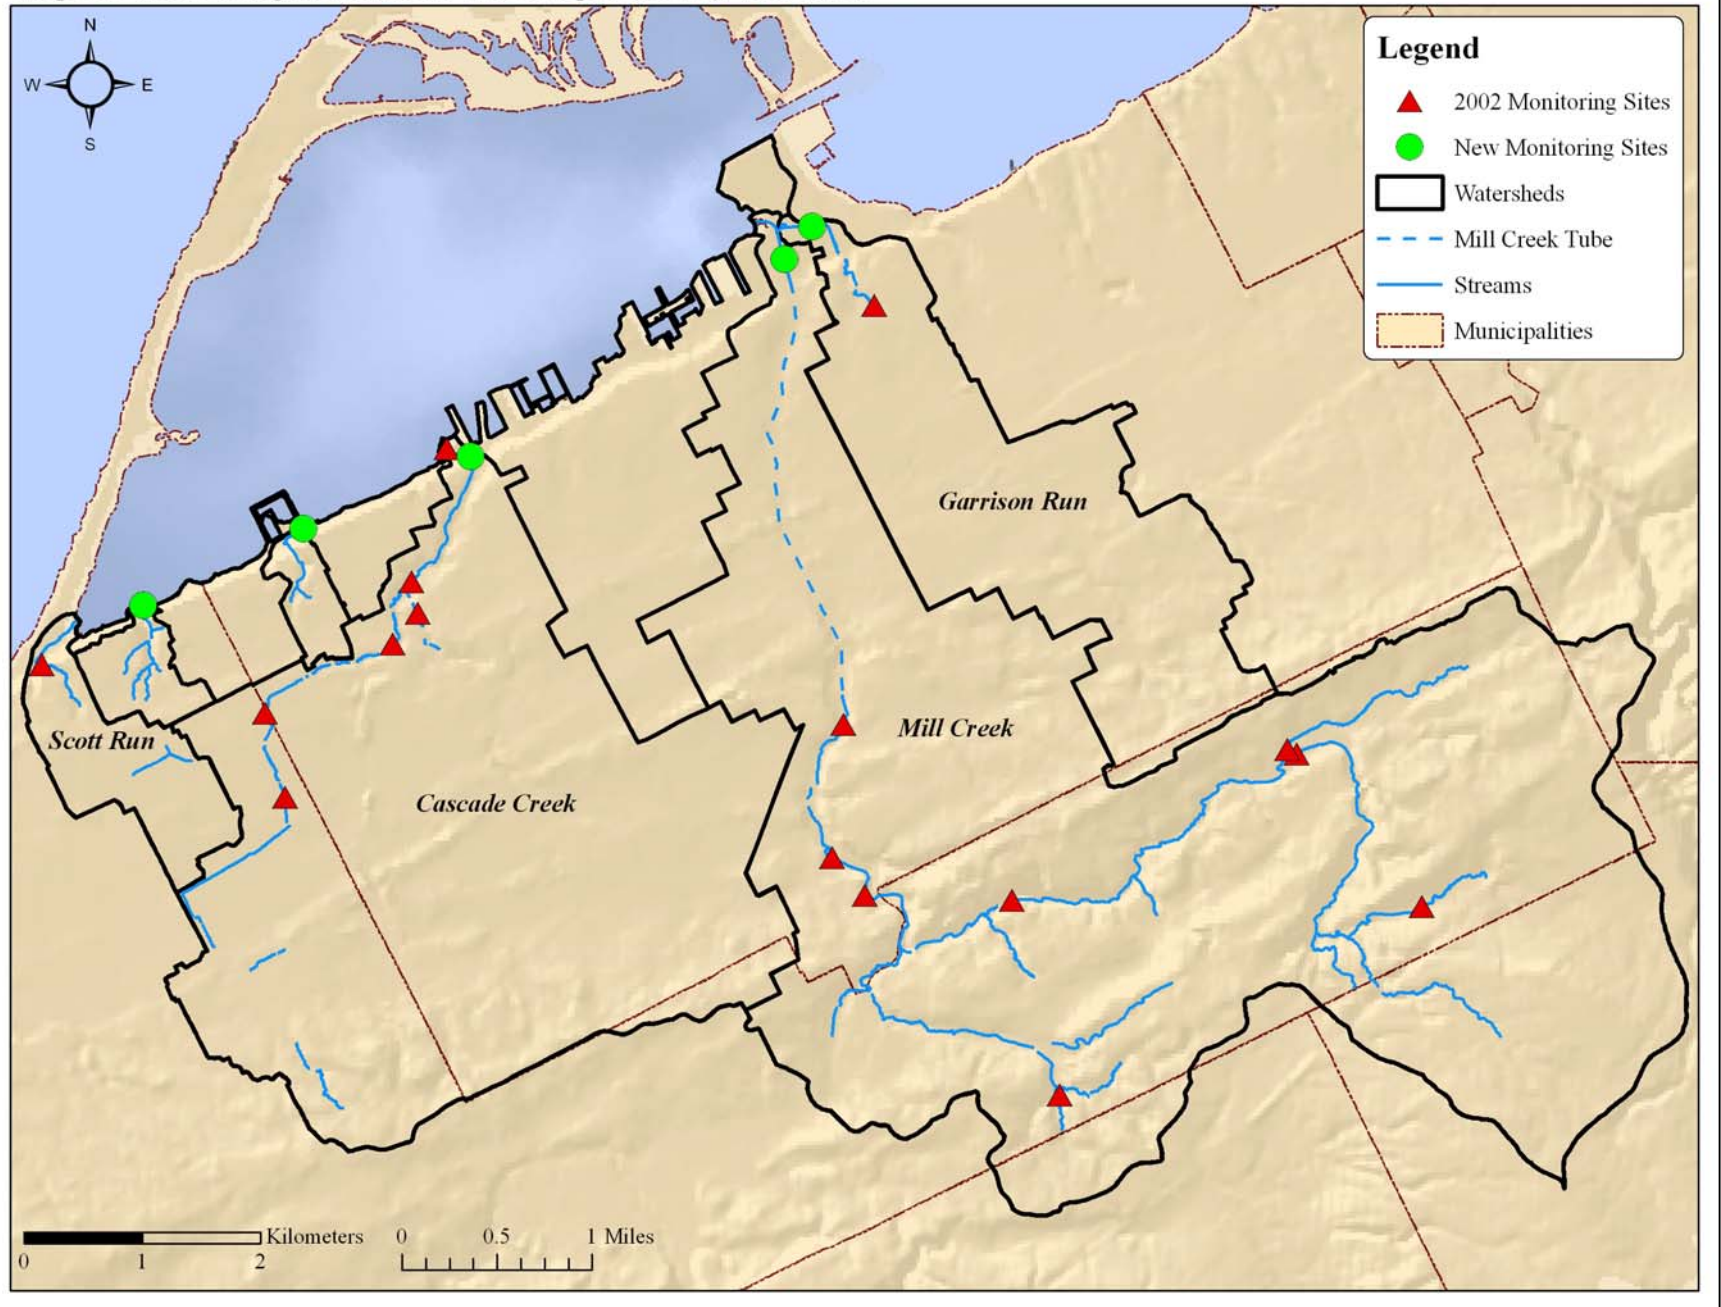 N
W E
S
Legend
2002 Monitoring Sites
New Monitoring Sites
Watersheds
Mill Creek Tube
Streams
Municipalities
Garrison Run
Mill Creek
Scott Run
Cascade Creek
Kilometers
0 1 2
0 0.5 1 Miles